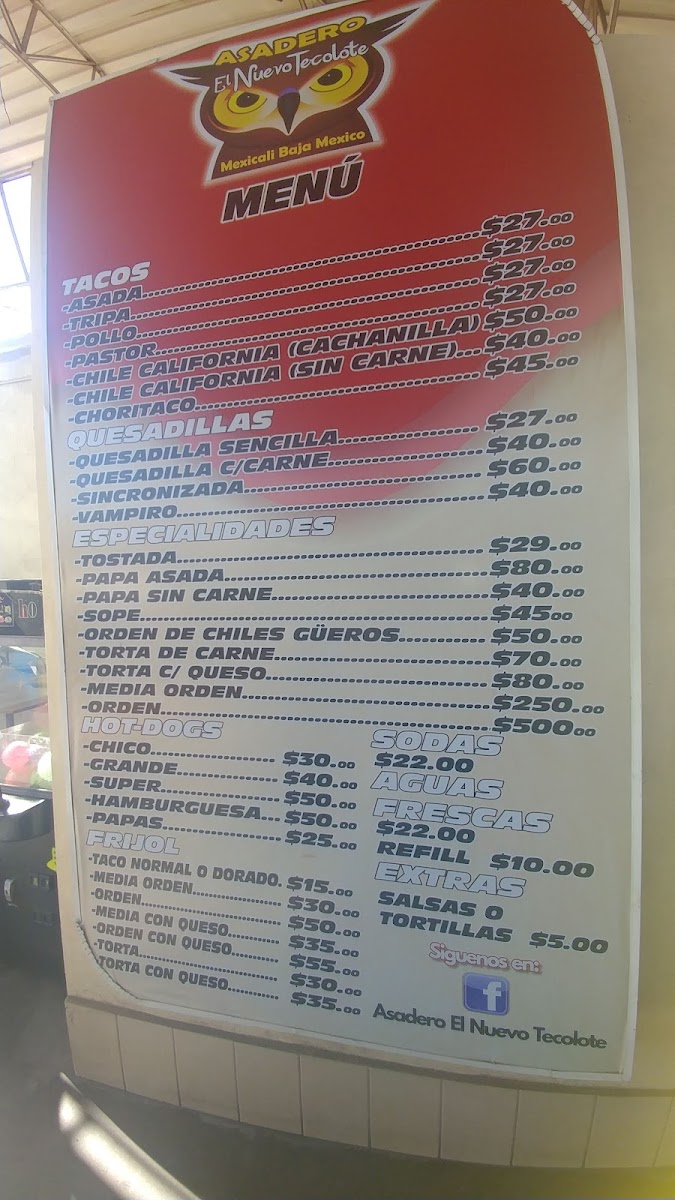 ASADERO
El Nuevo Tecolote
Mexicali Baja Mexico
MENÚ
TACOS
-ASADA........$27.00
-TRIPA........$27.00
-POLLO........$27.00
-PASTOR........$27.00
-CHILE CALIFORNIA (CACHANILLA) $50.00
-CHILE CALIFORNIA (SIN CARNE)....$40.00
-CHORITACO........$45.00
QUESADILLAS
-QUESADILLA SENCILLA........$27.00
-QUESADILLA C/CARNE........$40.00
-SINCRONIZADA........$60.00
-VAMPIRO........$40.00
ESPECIALIDADES
-TOSTADA........$29.00
-PAPA ASADA........$80.00
-PAPA SIN CARNE........$40.00
-SOPE........$4500
-ORDEN DE CHILES GÜEROS........$50.00
-TORTA DE CARNE........$70.00
-TORTA C/ QUESO........$80.00
-MEDIA ORDEN........$250.00
-ORDEN........$50000
HOT-DOGS
-CHICO........$30.00
-GRANDE........$40.00
-SUPER........$50.00
-HAMBURGUESA...$50.00
-PAPAS........$25.00
FRIJOL
-TACO NORMAL O DORADO. $15.00
-MEDIA ORDEN........$30.00
-ORDEN........$50.00
-MEDIA CON QUESO........$35.00
-ORDEN CON QUESO........$55.00
-TORTA........$30.00
-TORTA CON QUESO........$35.00
SODAS
$22.00
AGUAS
FRESCAS
$22.00
REFILL $10.00
EXTRAS
SALSAS O
TORTILLAS $5.00
Siguenos en:
f
Asadero El Nuevo Tecolote